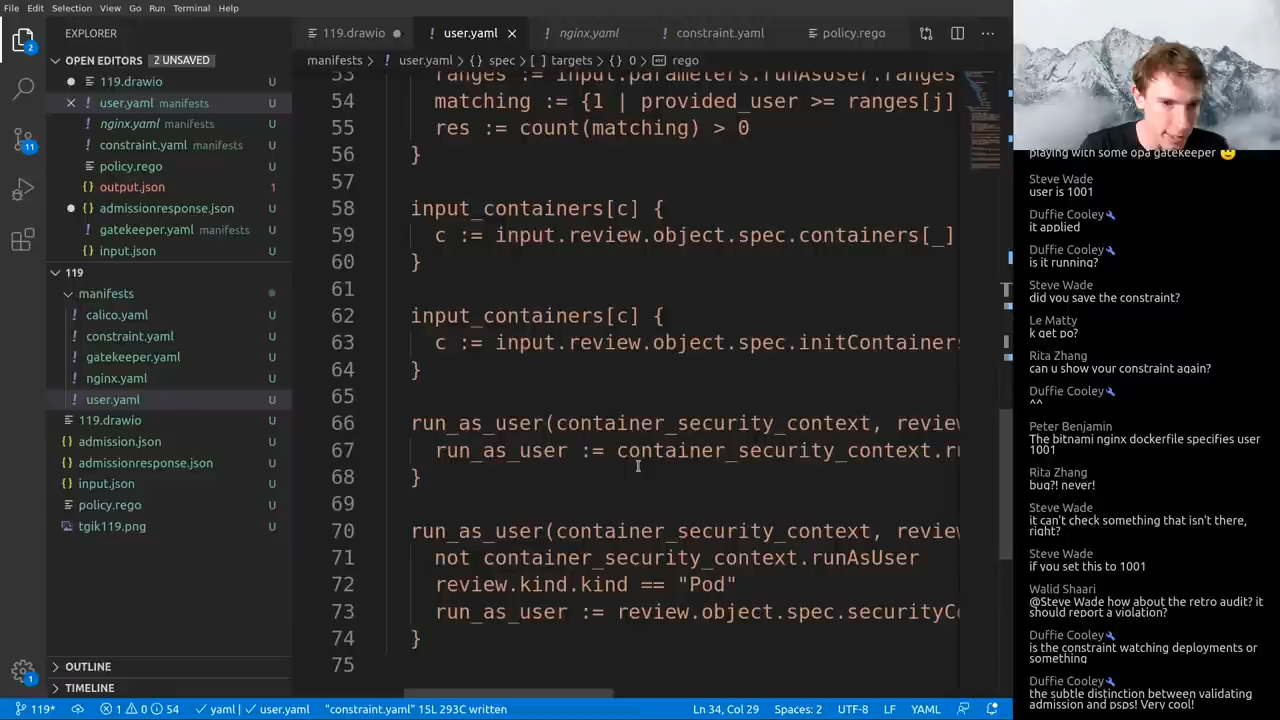 File Edit Selection View Go Run Terminal Help
EXPLORER
OPEN EDITORS 2 UNSAVED
119.drawio
user.yaml manifests U
nginx.yaml manifests U
constraint.yaml manifests U
policy.rego U
output.json 1
admissionresponse.json U
gatekeeper.yaml manifests U
input.json U
119
manifests
calico.yaml U
constraint.yaml U
gatekeeper.yaml U
nginx.yaml U
user.yaml U
119.drawio U
admission.json U
admissionresponse.json U
input.json U
policy.rego U
tgik119.png U
OUTLINE
TIMELINE
2
11
1
119.drawio user.yaml nginx.yaml constraint.yaml policy.rego
manifests > user.yaml > {} spec > [ ] targets > {} 0 > rego
53 ranges := input.parameters.runAsUser.ranges
54 matching := {1 | provided_user >= ranges[j]
55 res := count(matching) > 0
56 }
57
58 input_containers[c] {
59 c := input.review.object.spec.containers[_]
60 }
61
62 input_containers[c] {
63 c := input.review.object.spec.initContainers
64 }
65
66 run_as_user(container_security_context, review
67 run_as_user := container_security_context.ru
68 }
69
70 run_as_user(container_security_context, review
71 not container_security_context.runAsUser
72 review.kind.kind == "Pod"
73 run_as_user := review.object.spec.securityCo
74 }
75
119* 1 0 54 yaml | user.yaml "constraint.yaml" 15L 293C written Ln 34, Col 29 Spaces: 2 UTF-8 LF YAML
playing with some opa gatekeeper 🙂
Steve Wade
user is 1001
Duffie Cooley
it applied
Duffie Cooley
is it running?
Steve Wade
did you save the constraint?
Le Matty
k get po?
Rita Zhang
can u show your constraint again?
Duffie Cooley
^^
Peter Benjamin
The bitnami nginx dockerfile specifies user
1001
Rita Zhang
bug?! never!
Steve Wade
it can't check something that isn't there,
right?
Steve Wade
if you set this to 1001
Walid Shaari
@Steve Wade how about the retro audit? it
should report a violation?
Duffie Cooley
is the constraint watching deployments or
something
Duffie Cooley
the subtle distinction between validating
admission and psps! Very cool!